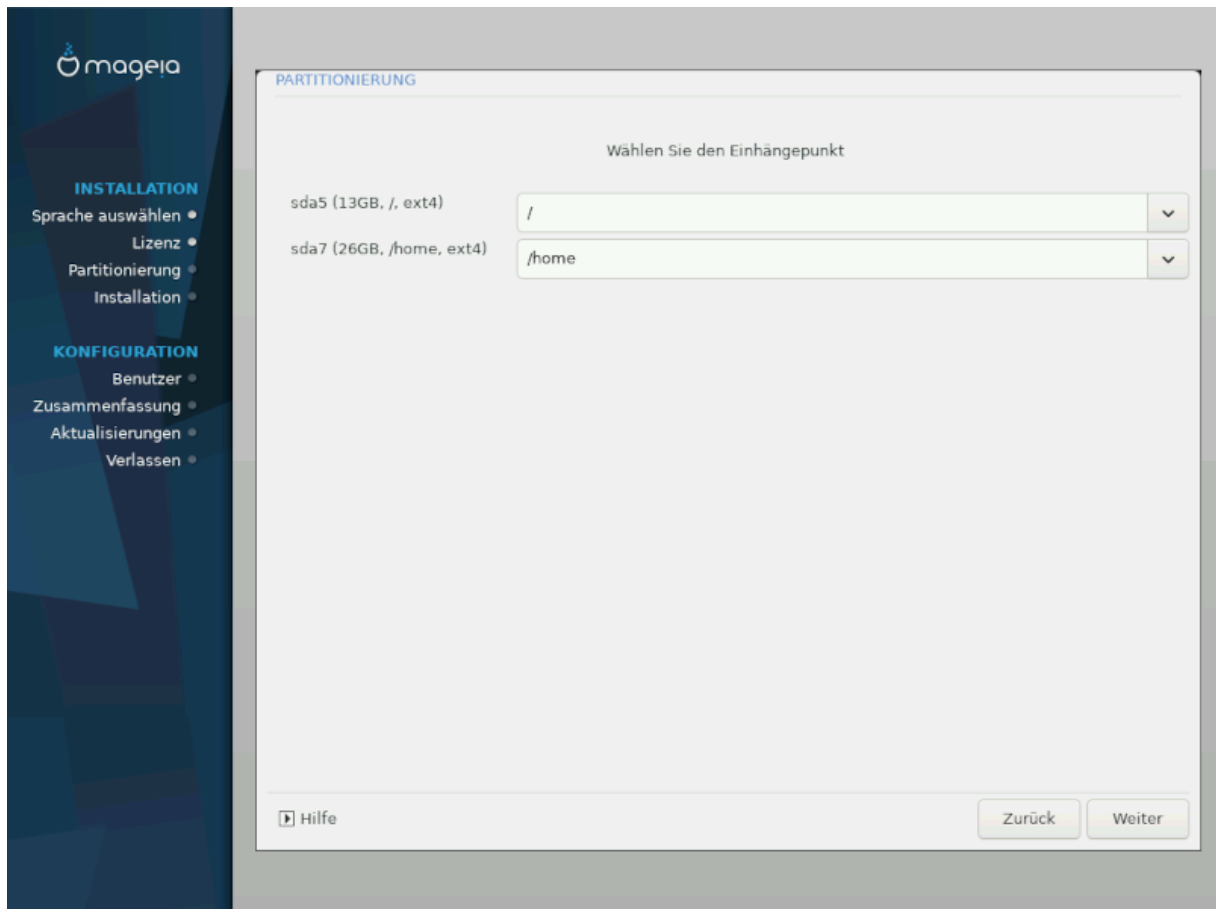 mageia
INSTALLATION
Sprache auswählen
Lizenz
Partitionierung
Installation
KONFIGURATION
Benutzer
Zusammenfassung
Aktualisierungen
Verlassen
PARTITIONIERUNG
Wählen Sie den Einhängepunkt
sda5 (13GB, /, ext4)
/
sda7 (26GB, /home, ext4)
/home
Hilfe
Zurück
Weiter